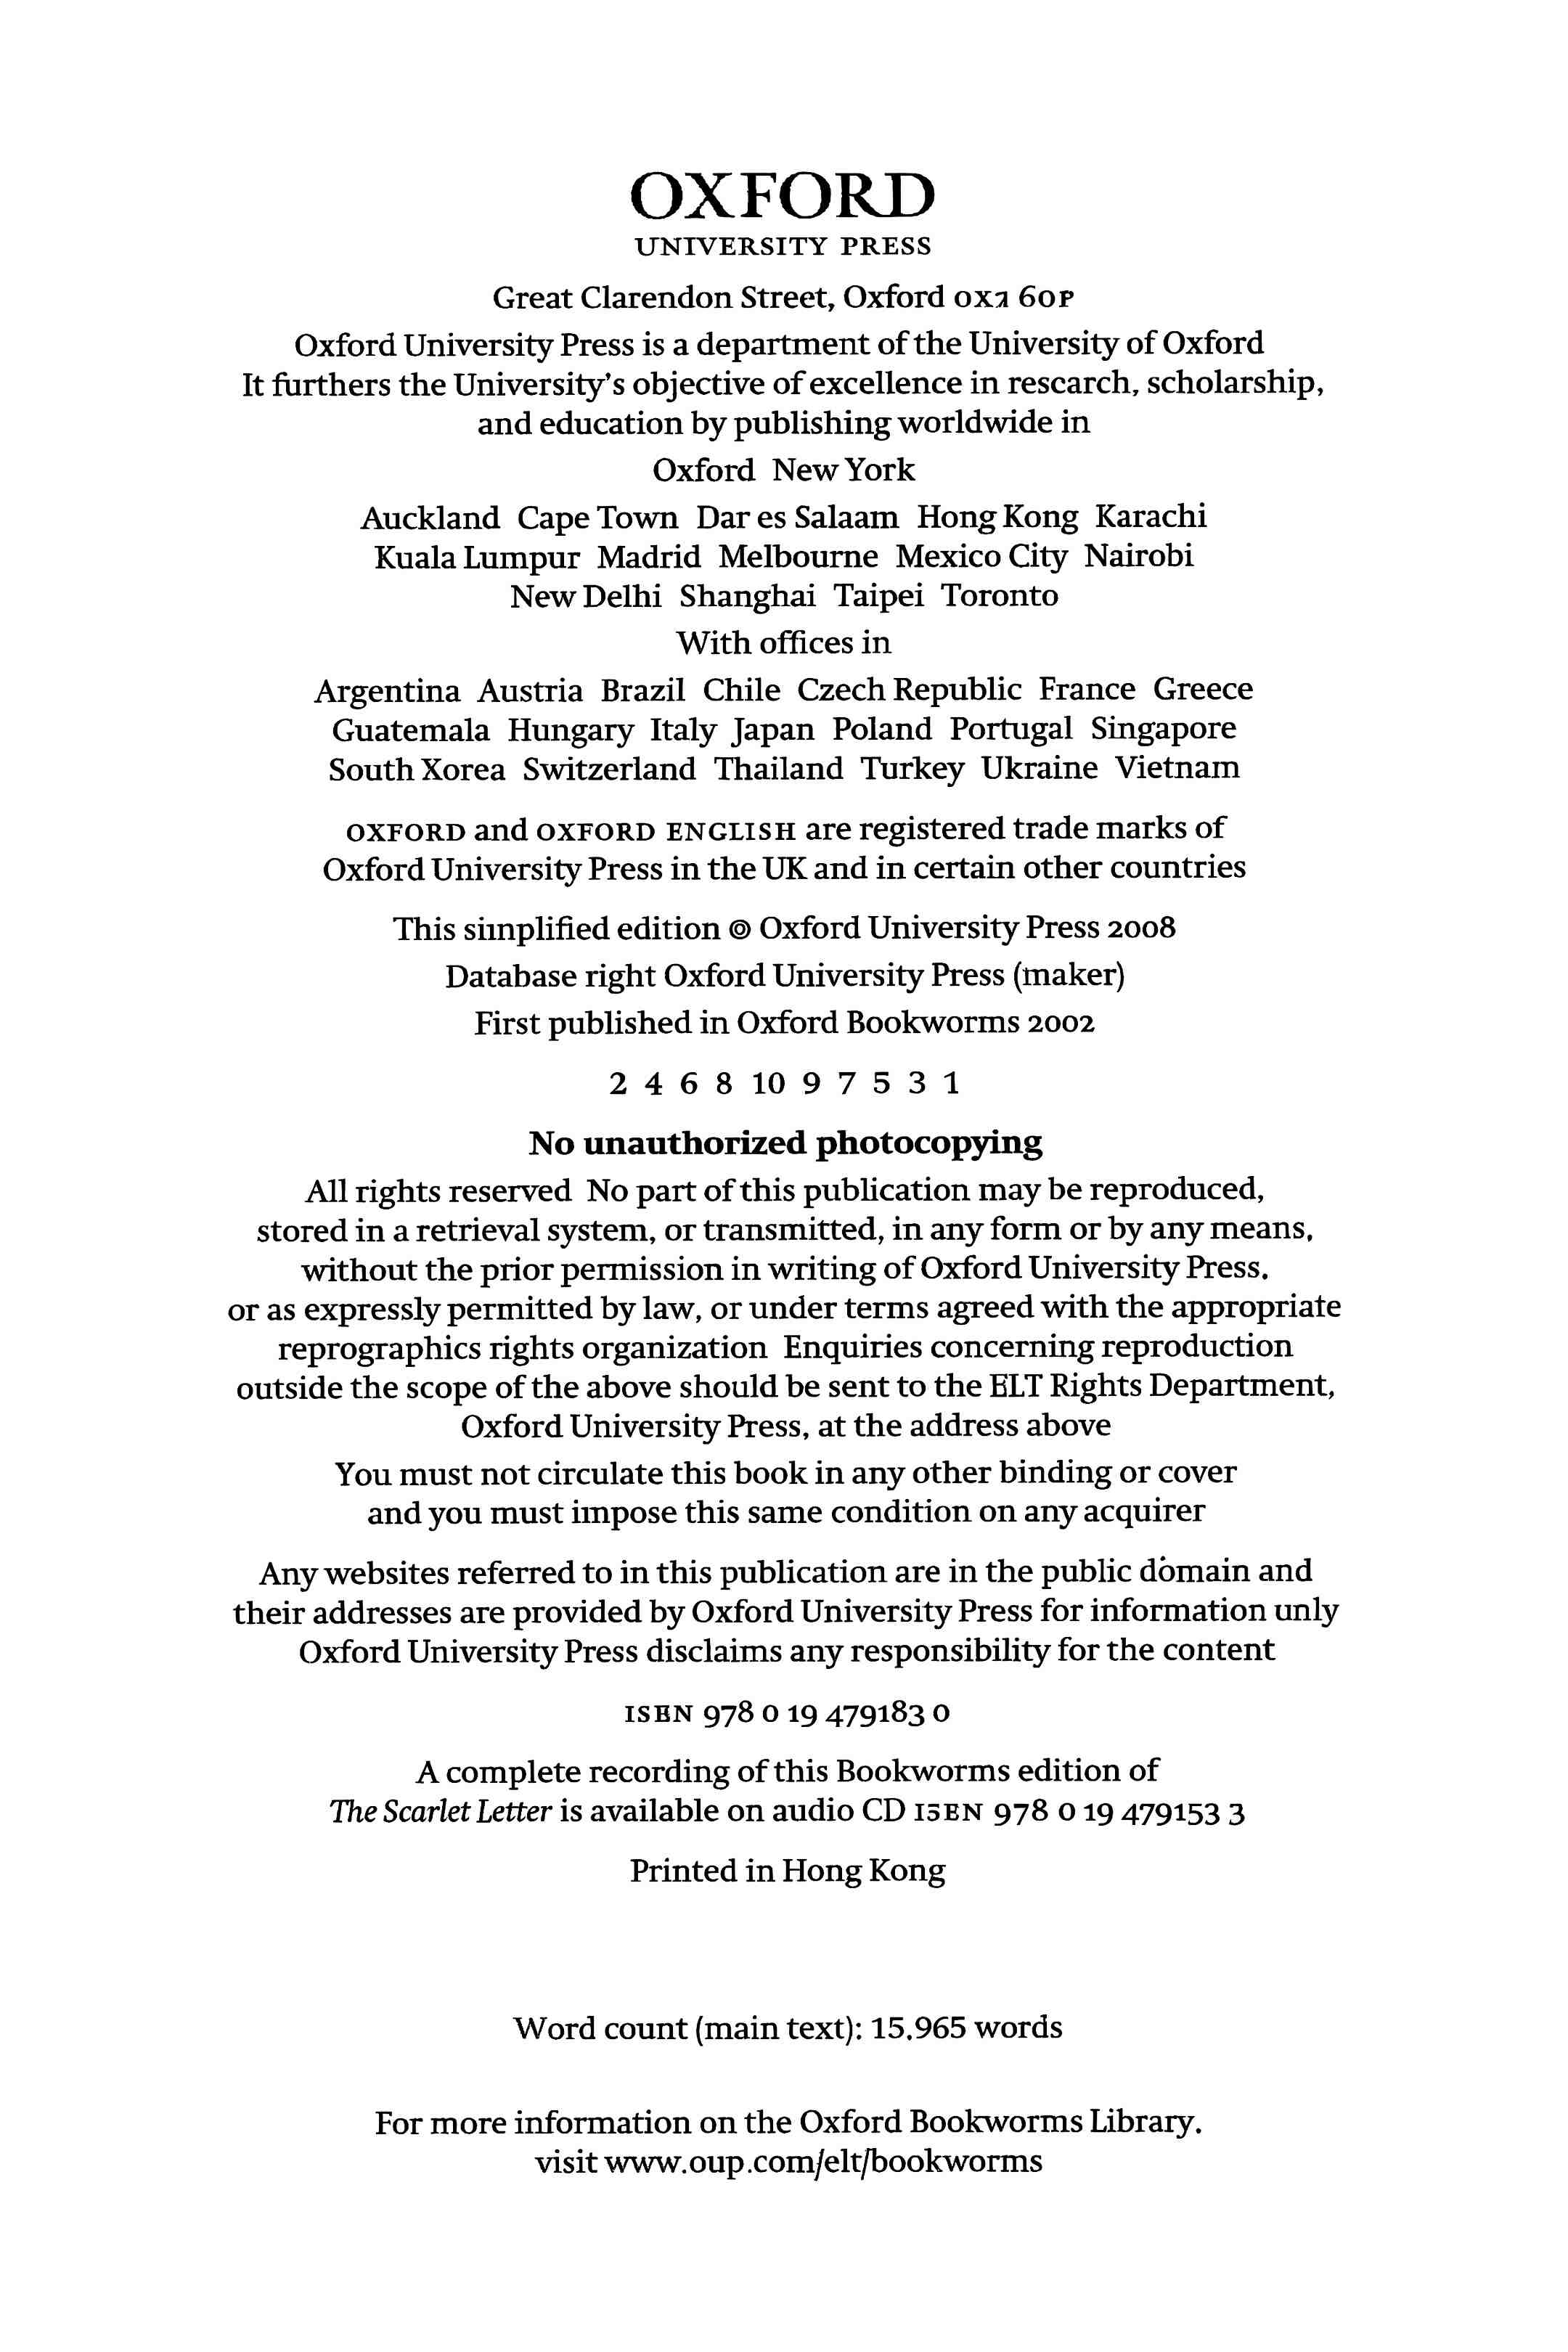 OXFORD
UNIVERSITY PRESS
Great Clarendon Street, Oxford OX2 6OP
Oxford University Press is a department of the University of Oxford
It furthers the University's objective of excellence in rescarch, scholarship,
and education by publishing worldwide in
Oxford New York
Auckland Cape Town Dar es Salaam Hong Kong Karachi
Kuala Lumpur Madrid Melbourne Mexico City Nairobi
New Delhi Shanghai Taipei Toronto
With offices in
Argentina Austria Brazil Chile Czech Republic France Greece
Guatemala Hungary Italy Japan Poland Portugal Singapore
South Xorea Switzerland Thailand Turkey Ukraine Vietnam
OXFORD and OXFORD ENGLISH are registered trade marks of
Oxford University Press in the UK and in certain other countries
This simplified edition © Oxford University Press 2008
Database right Oxford University Press (maker)
First published in Oxford Bookworms 2002
2 4 6 8 10 9 7 5 3 1
No unauthorized photocopying
All rights reserved No part of this publication may be reproduced,
stored in a retrieval system, or transmitted, in any form or by any means.
without the prior permission in writing of Oxford University Press.
or as expressly permitted by law, or under terms agreed with the appropriate
reprographics rights organization Enquiries concerning reproduction
outside the scope of the above should be sent to the ELT Rights Department,
Oxford University Press, at the address above
You must not circulate this book in any other binding or cover
and you must impose this same condition on any acquirer
Any websites referred to in this publication are in the public domain and
their addresses are provided by Oxford University Press for information unly
Oxford University Press disclaims any responsibility for the content
ISBN 978 0 19 479183 0
A complete recording of this Bookworms edition of
The Scarlet Letter is available on audio CD ISBN 978 0 19 479153 3
Printed in Hong Kong
Word count (main text): 15.965 words
For more information on the Oxford Bookworms Library.
visit www.oup.com/elt/bookworms